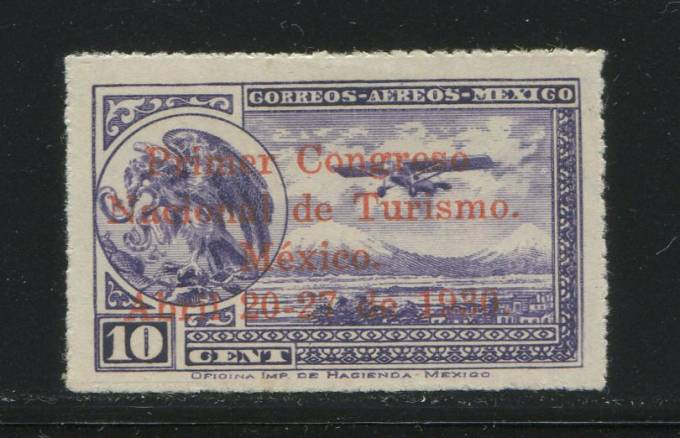 CORREOS-AEREOS-MEXICO
Primer Congreso
Nacional de Turismo.
México.
Abril 20-27 de 1930.
10
CENT
OFICINA IMP. DE HACIENDA-MEXICO